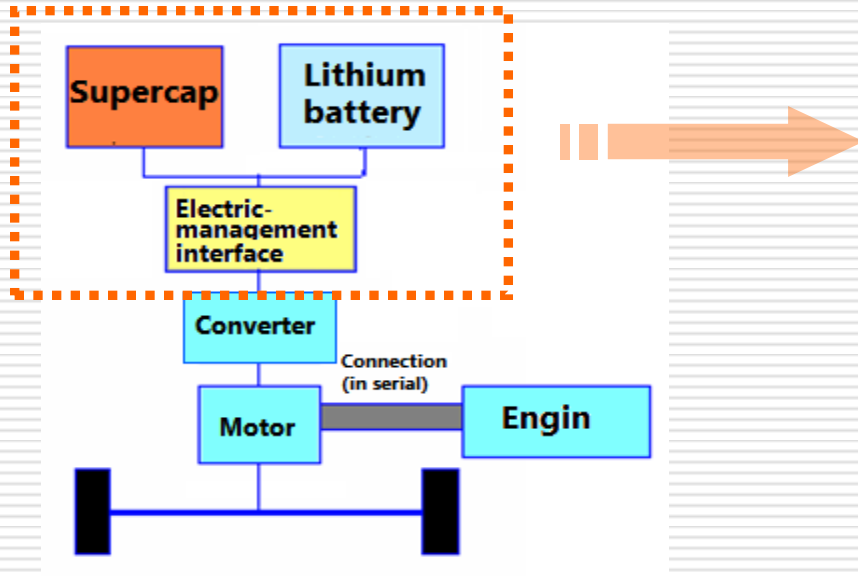 Supercap
Lithium
battery
Electric-
management
interface
Converter
Connection
(in serial)
Motor
Engin